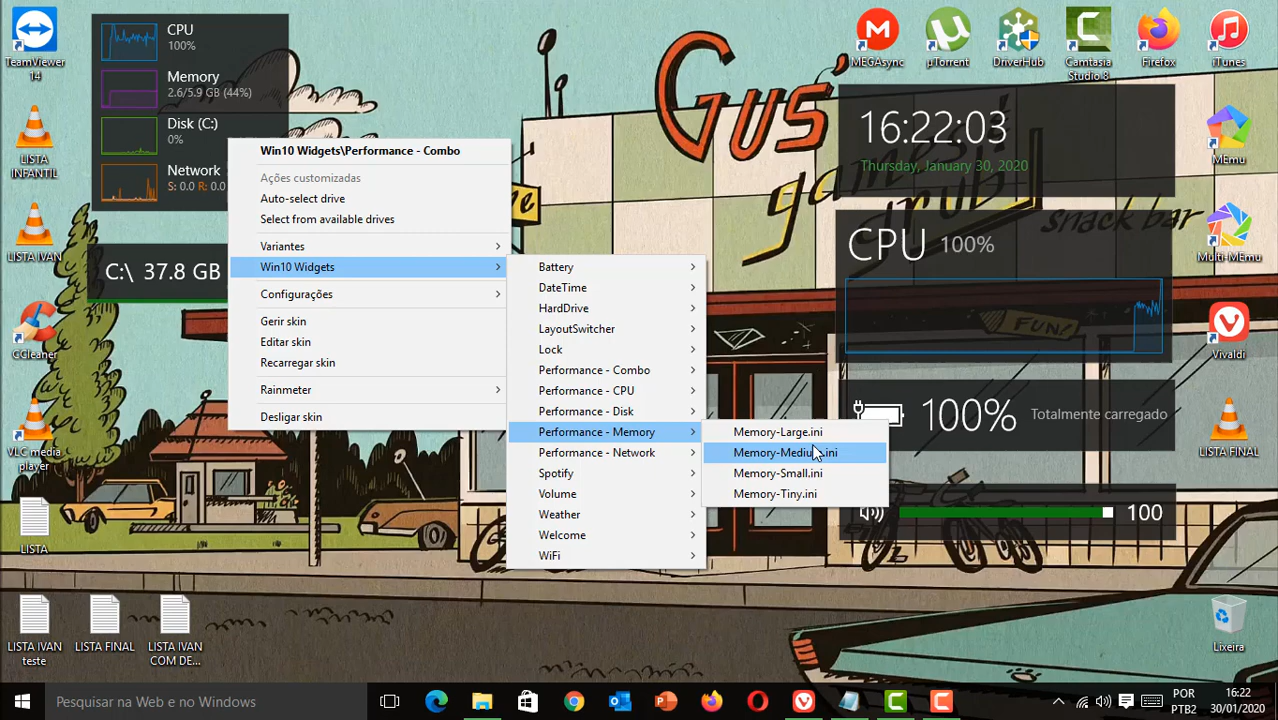 TeamViewer
14
LISTA
INFANTIL
LISTA IVAN
CCleaner
VLC media
player
LISTA
LISTA IVAN
teste
LISTA FINAL
LISTA IVAN
COM DE...
CPU
100%
Memory
2.6/5.9 GB (44%)
Disk (C:)
0%
Network
S: 0.0 R: 0.0
C:\ 37.8 GB
Win10 Widgets\Performance - Combo
Ações customizadas
Auto-select drive
Select from available drives
Variantes
Win10 Widgets
Configurações
Gerir skin
Editar skin
Recarregar skin
Rainmeter
Desligar skin
Battery
DateTime
HardDrive
LayoutSwitcher
Lock
Performance - Combo
Performance - CPU
Performance - Disk
Performance - Memory
Performance - Network
Spotify
Volume
Weather
Welcome
WiFi
Memory-Large.ini
Memory-Medium.ini
Memory-Small.ini
Memory-Tiny.ini
GUS'
snack bar
FUN!
MEGAsync
µTorrent
DriverHub
Camtasia
Studio 8
Firefox
iTunes
16:22:03
Thursday, January 30, 2020
CPU 100%
100% Totalmente carregado
100
MEmu
Multi-MEmu
Vivaldi
LISTA FINAL
Lixeira
Pesquisar na Web e no Windows
POR
PTB2
16:22
30/01/2020